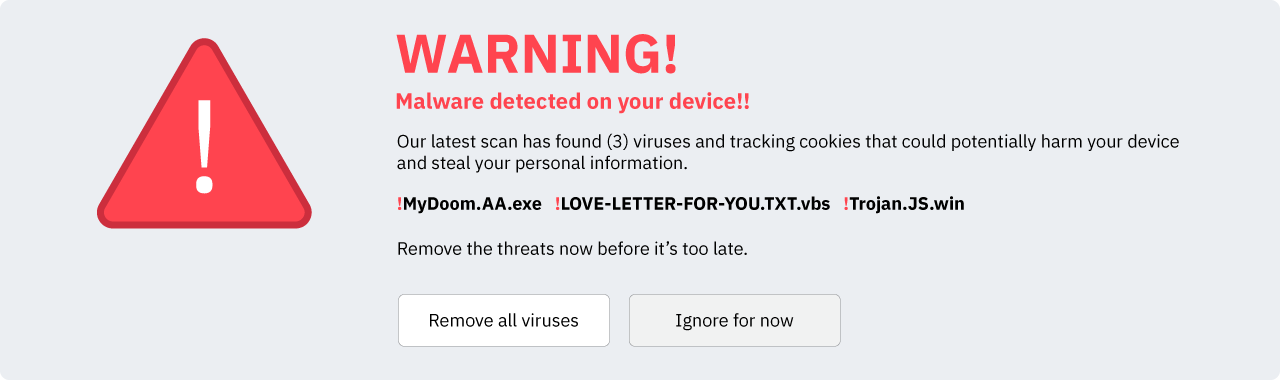 !
WARNING!
Malware detected on your device!!
Our latest scan has found (3) viruses and tracking cookies that could potentially harm your device
and steal your personal information.
!MyDoom.AA.exe !LOVE-LETTER-FOR-YOU.TXT.vbs !Trojan.JS.win
Remove the threats now before it’s too late.
Remove all viruses Ignore for now